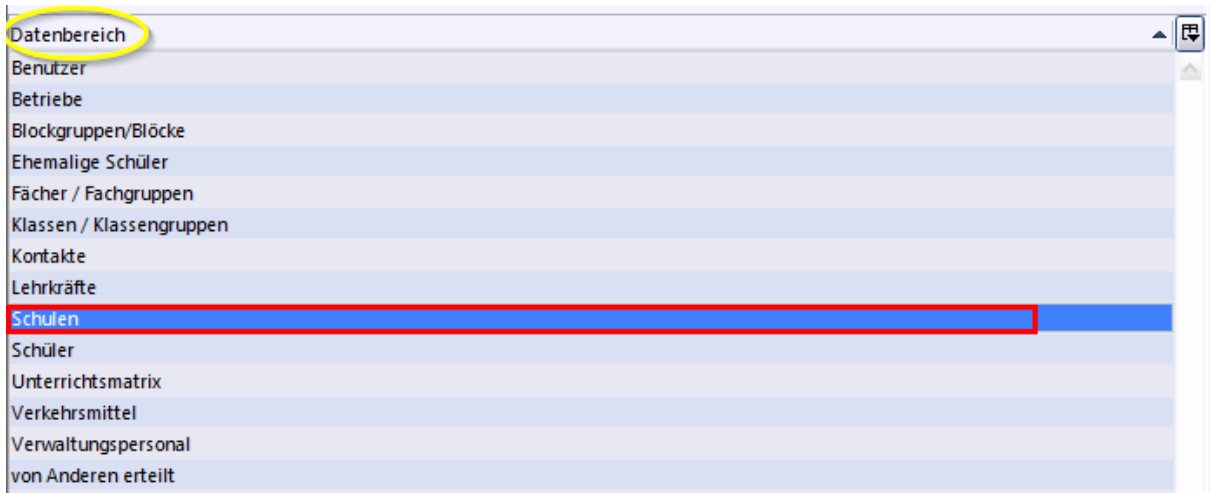 Datenbereich
Benutzer
Betriebe
Blockgruppen/Blöcke
Ehemalige Schüler
Fächer / Fachgruppen
Klassen / Klassengruppen
Kontakte
Lehrkräfte
Schulen
Schüler
Unterrichtsmatrix
Verkehrsmittel
Verwaltungspersonal
von Anderen erteilt